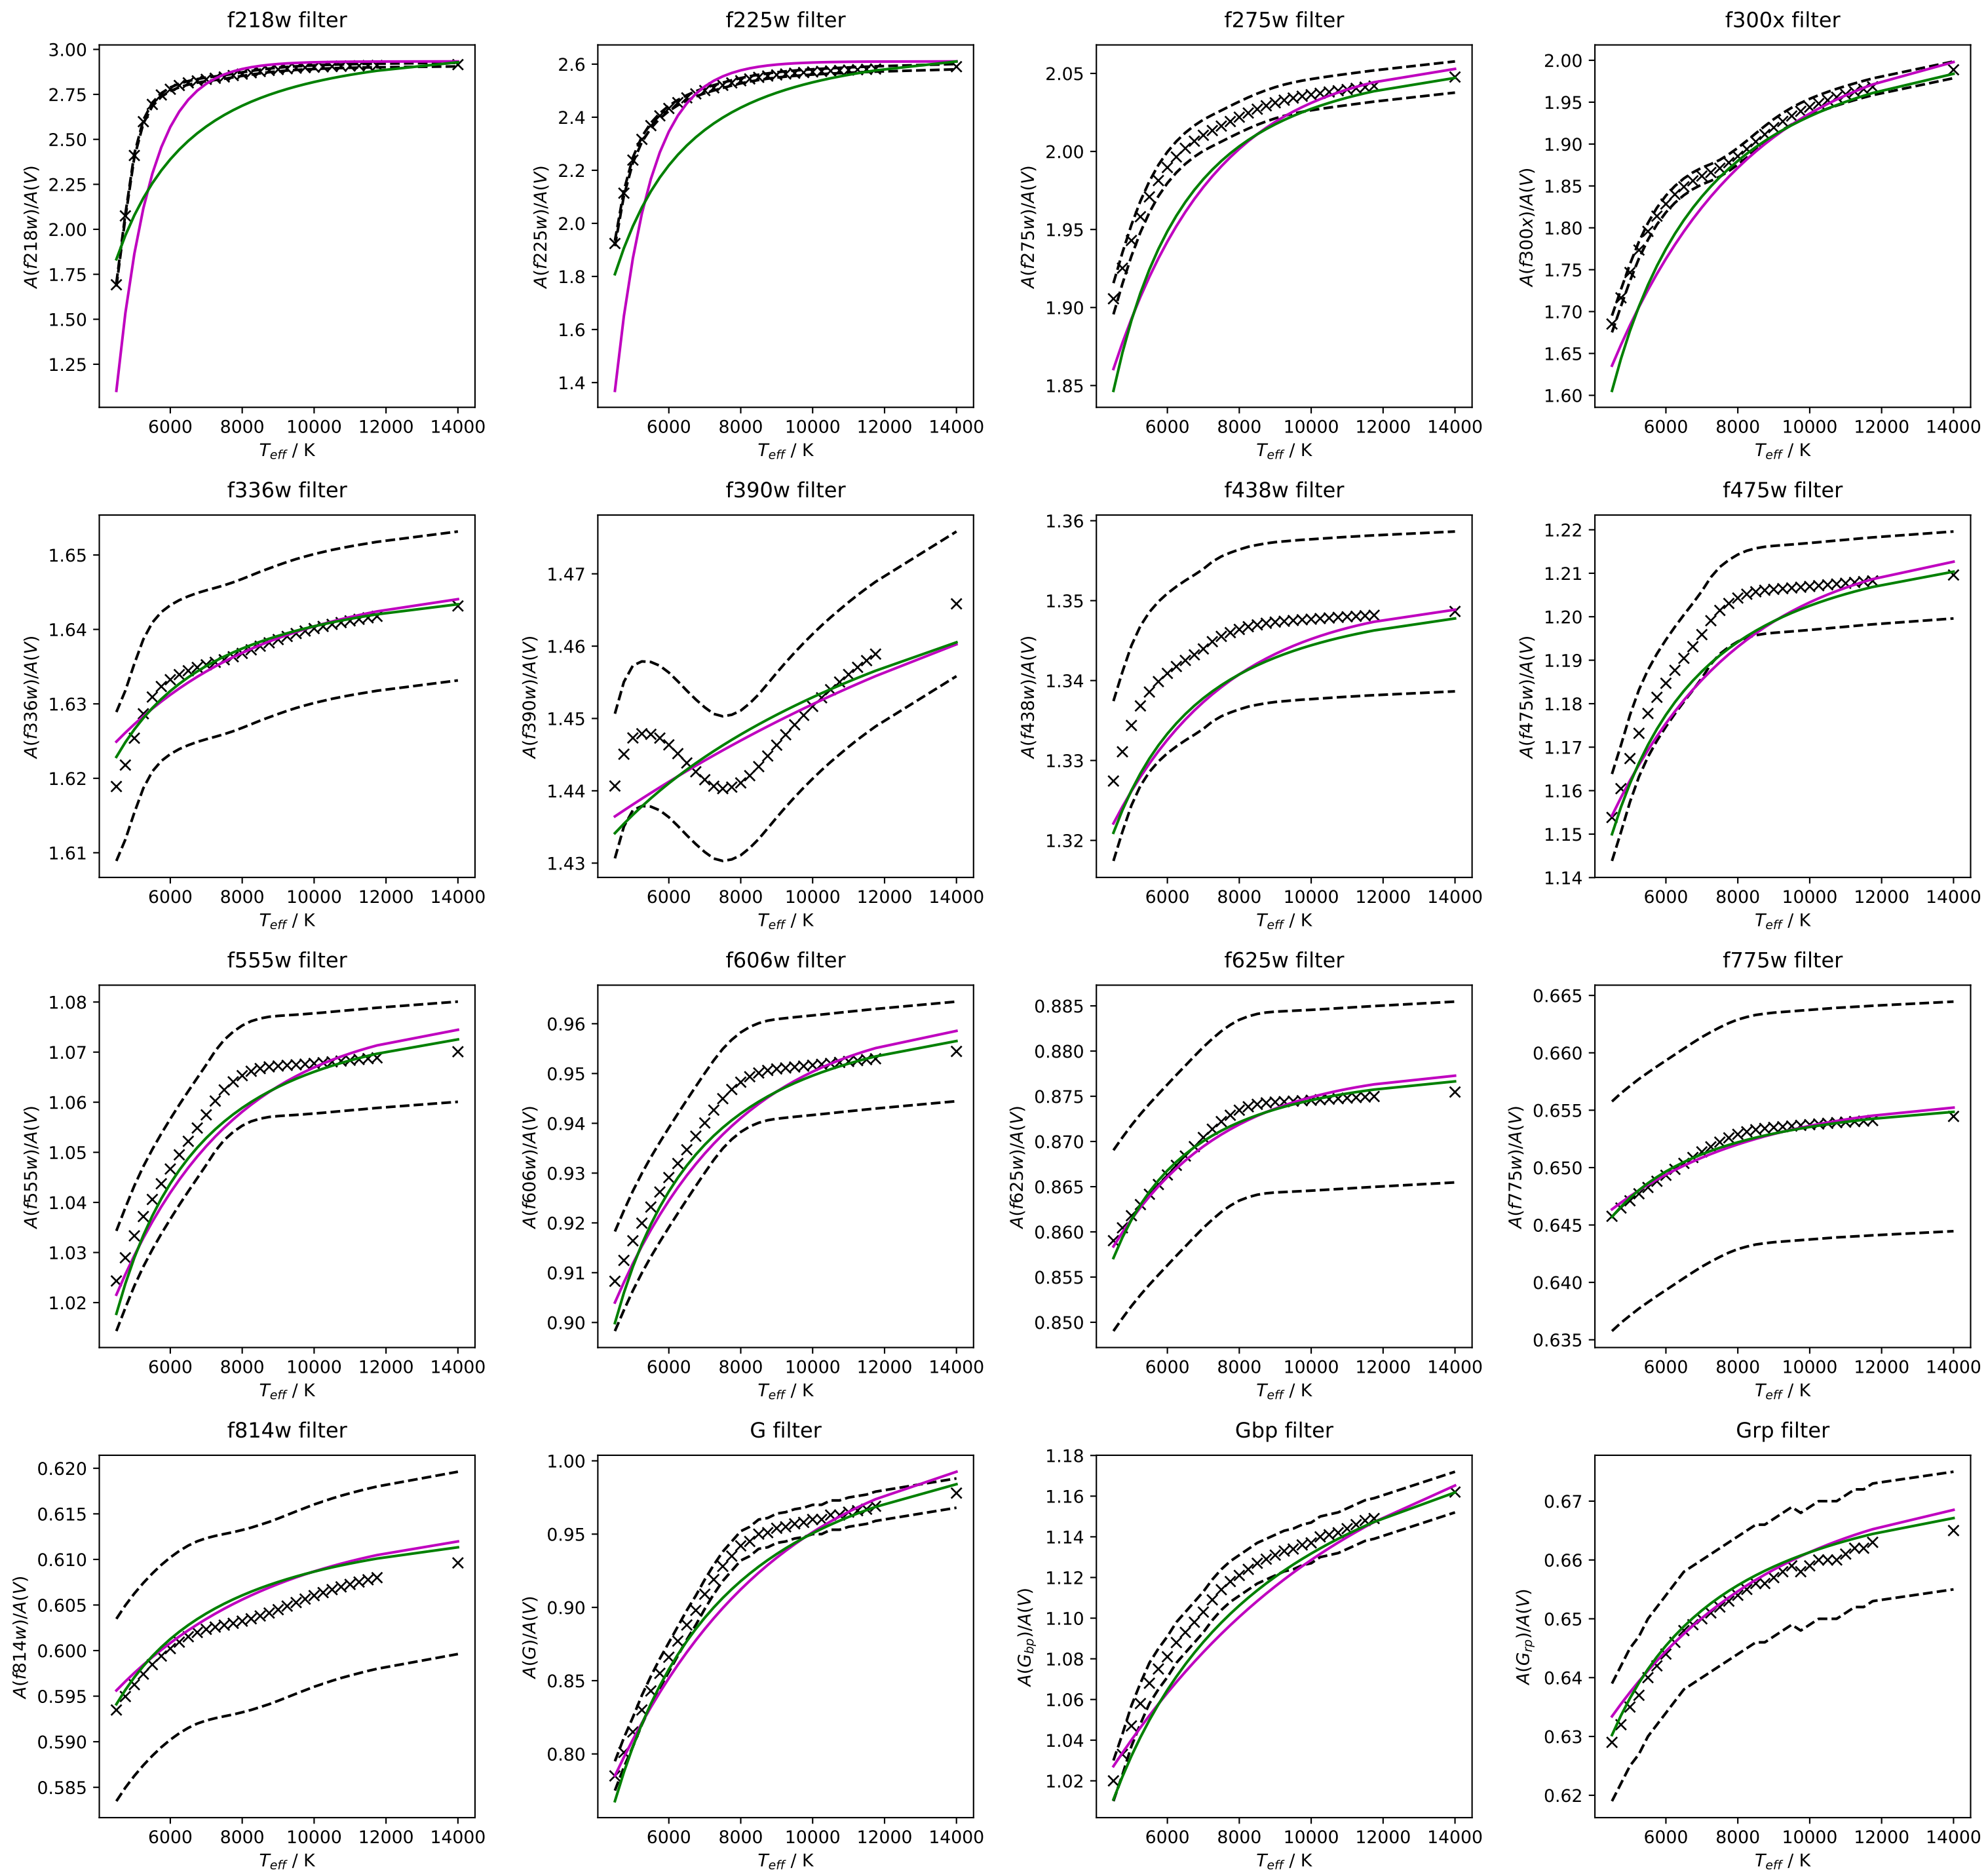 f218w filter
f225w filter
f275w filter
f300x filter
3.00
2.75
2.50
2.25
2.00
1.75
1.50
1.25
A(f218w)/A(V)
6000 8000 10000 12000 14000
T_eff / K
2.6
2.4
2.2
2.0
1.8
1.6
1.4
A(f225w)/A(V)
6000 8000 10000 12000 14000
T_eff / K
2.05
2.00
1.95
1.90
1.85
A(f275w)/A(V)
6000 8000 10000 12000 14000
T_eff / K
2.00
1.95
1.90
1.85
1.80
1.75
1.70
1.65
1.60
A(f300x)/A(V)
6000 8000 10000 12000 14000
T_eff / K
f336w filter
f390w filter
f438w filter
f475w filter
1.65
1.64
1.63
1.62
1.61
A(f336w)/A(V)
6000 8000 10000 12000 14000
T_eff / K
1.47
1.46
1.45
1.44
1.43
A(f390w)/A(V)
6000 8000 10000 12000 14000
T_eff / K
1.36
1.35
1.34
1.33
1.32
A(f438w)/A(V)
6000 8000 10000 12000 14000
T_eff / K
1.22
1.21
1.20
1.19
1.18
1.17
1.16
1.15
1.14
A(f475w)/A(V)
6000 8000 10000 12000 14000
T_eff / K
f555w filter
f606w filter
f625w filter
f775w filter
1.08
1.07
1.06
1.05
1.04
1.03
1.02
A(f555w)/A(V)
6000 8000 10000 12000 14000
T_eff / K
0.96
0.95
0.94
0.93
0.92
0.91
0.90
A(f606w)/A(V)
6000 8000 10000 12000 14000
T_eff / K
0.885
0.880
0.875
0.870
0.865
0.860
0.855
0.850
A(f625w)/A(V)
6000 8000 10000 12000 14000
T_eff / K
0.665
0.660
0.655
0.650
0.645
0.640
0.635
A(f775w)/A(V)
6000 8000 10000 12000 14000
T_eff / K
f814w filter
G filter
Gbp filter
Grp filter
0.620
0.615
0.610
0.605
0.600
0.595
0.590
0.585
A(f814w)/A(V)
6000 8000 10000 12000 14000
T_eff / K
1.00
0.95
0.90
0.85
0.80
A(G)/A(V)
6000 8000 10000 12000 14000
T_eff / K
1.18
1.16
1.14
1.12
1.10
1.08
1.06
1.04
1.02
A(G_bp)/A(V)
6000 8000 10000 12000 14000
T_eff / K
0.67
0.66
0.65
0.64
0.63
0.62
A(G_rp)/A(V)
6000 8000 10000 12000 14000
T_eff / K